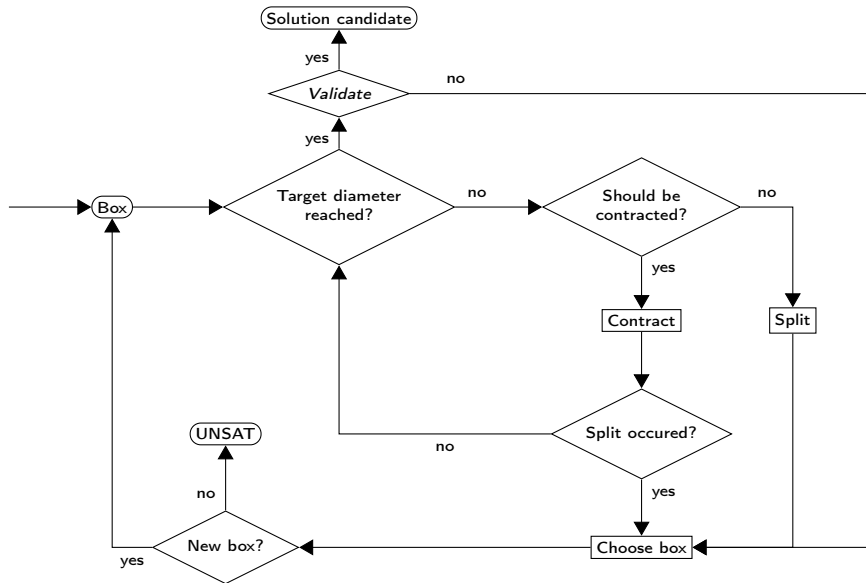 Solution candidate
yes
Validate
no
yes
Target diameter
reached?
no
Should be
contracted?
no
Box
yes
Contract
Split
UNSAT
Split occured?
no
no
yes
New box?
Choose box
yes